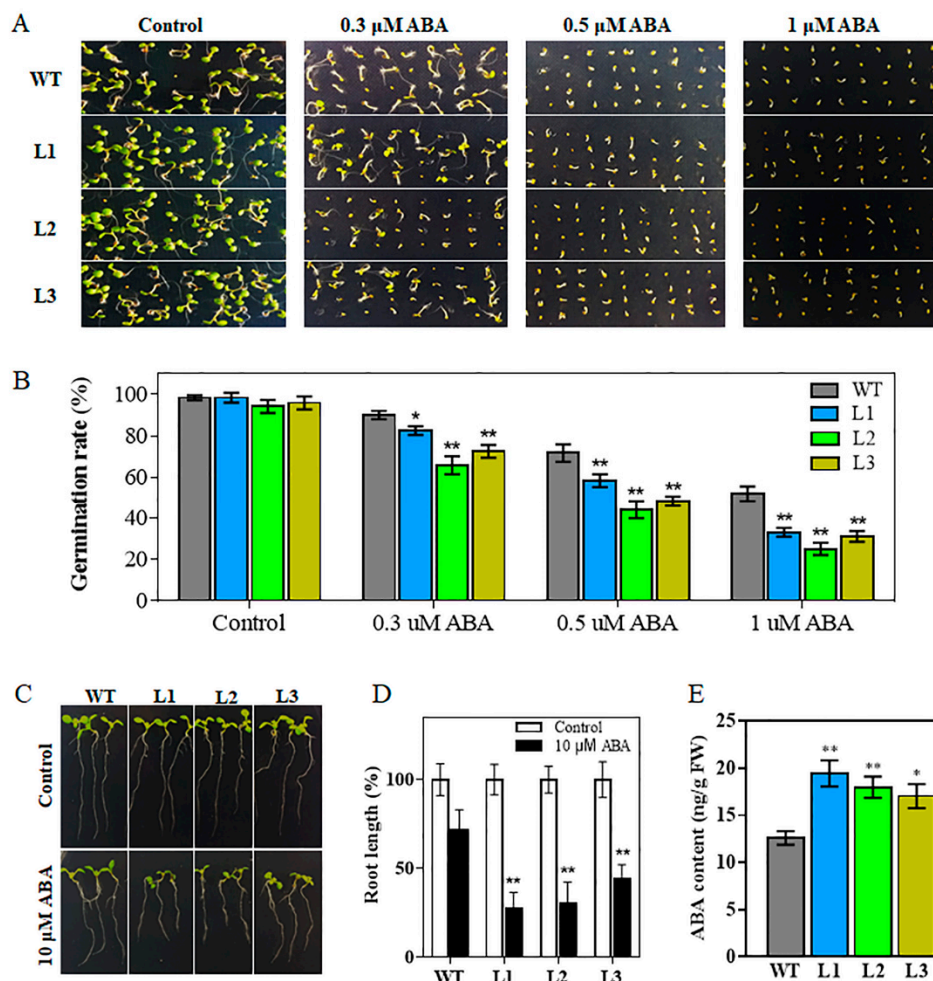 A
Control 0.3 µM ABA 0.5 µM ABA 1 µM ABA
WT
L1
L2
L3
B
Germination rate (%)
100
80
60
40
20
0
WT
L1
L2
L3
*
**
**
**
**
**
**
**
**
Control 0.3 uM ABA 0.5 uM ABA 1 uM ABA
C
WT L1 L2 L3
Control
10 µM ABA
D
Root length (%)
Control
10 µM ABA
100
50
0
**
**
**
WT L1 L2 L3
E
ABA content (ng/g FW)
25
20
15
10
5
0
**
**
*
WT L1 L2 L3